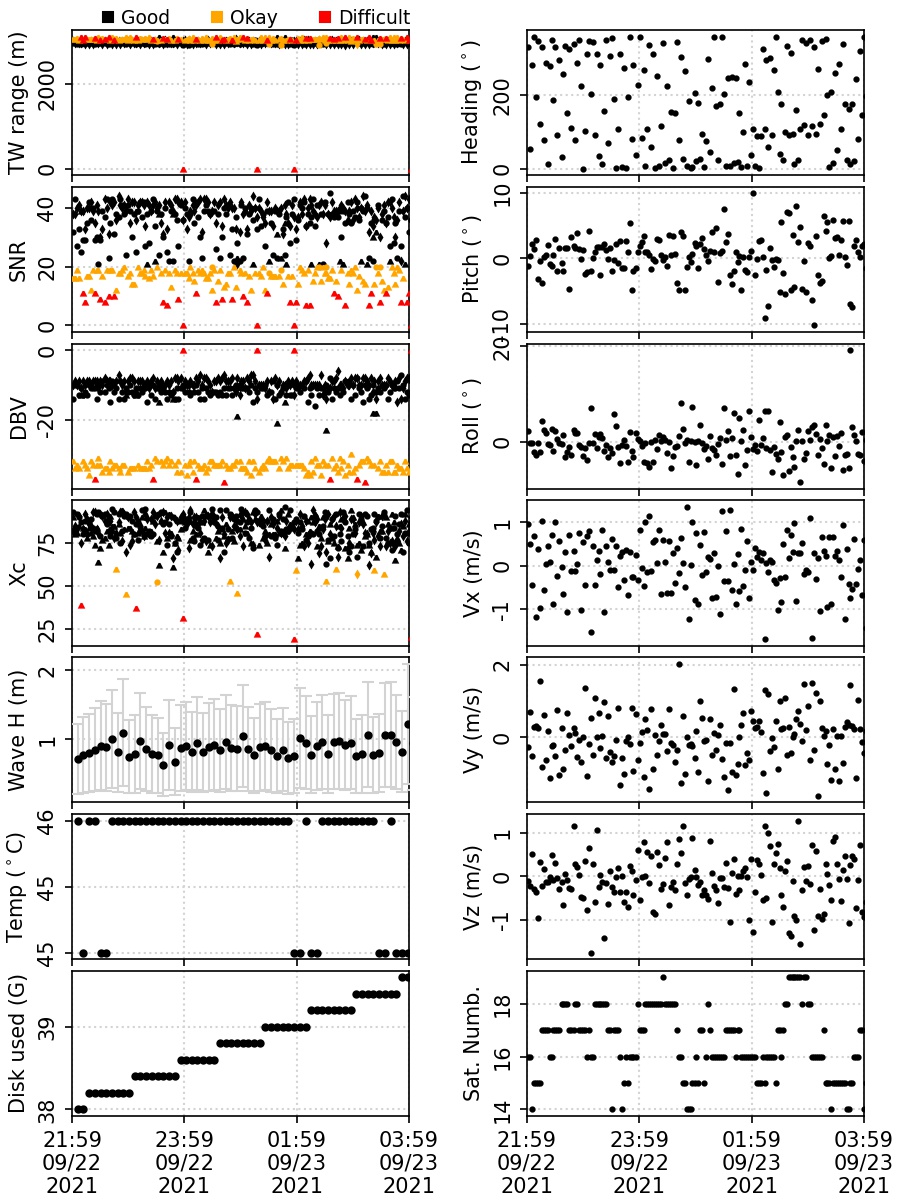 Good Okay Difficult
TW range (m)
2000
0
Heading (°)
200
0
SNR
40
20
0
Pitch (°)
10
0
-10
DBV
0
-20
Roll (°)
20
0
Xc
75
50
25
Vx (m/s)
1
0
-1
Wave H (m)
2
1
Vy (m/s)
2
0
Temp (°C)
46
45
45
Vz (m/s)
1
0
-1
Disk used (G)
39
38
Sat. Numb.
18
16
14
21:59 23:59 01:59 03:59
09/22 09/22 09/23 09/23
2021 2021 2021 2021
21:59 23:59 01:59 03:59
09/22 09/22 09/23 09/23
2021 2021 2021 2021